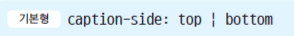 기본형 caption-side: top ¦ bottom